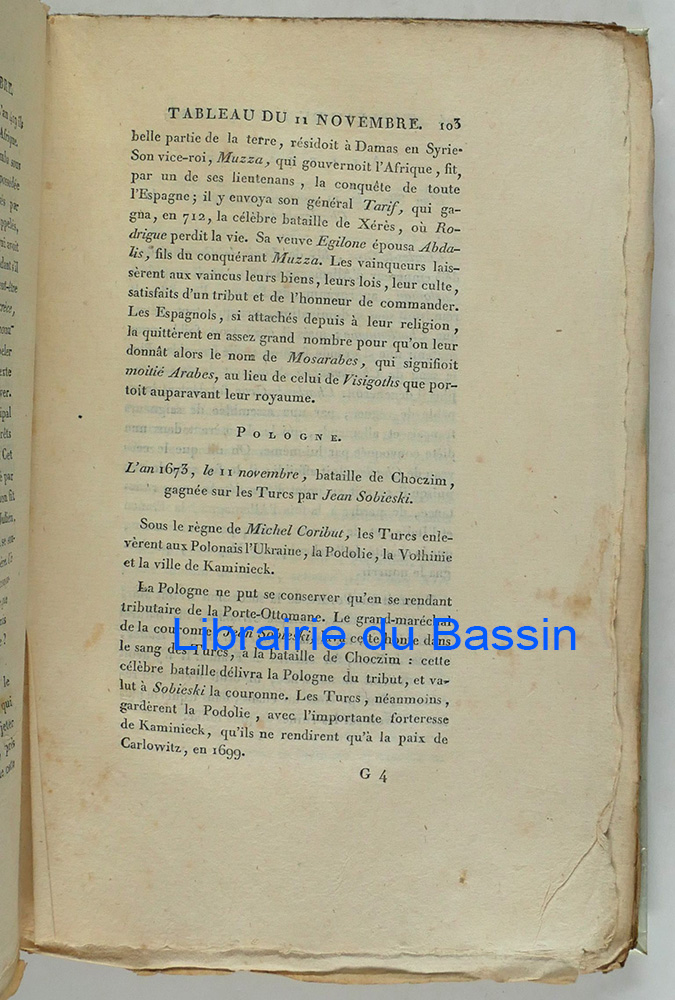 TABLEAU DU 11 NOVEMBRE. 103
belle partie de la terre, résidoit à Damas en Syrie.
Son vice-roi, Muzza, qui gouvernoit l'Afrique, fit,
par un de ses lieutenans, la conquête de toute
l'Espagne; il y envoya son général Tarif, qui ga-
gna, en 712, la célèbre bataille de Xérès, où Ro-
drigue perdit la vie. Sa veuve Egilone épousa Abda-
lis, fils du conquérant Muzza. Les vainqueurs lais-
sèrent aux vaincus leurs biens, leurs lois, leur culte,
satisfaits d'un tribut et de l'honneur de commander.
Les Espagnols, si attachés depuis à leur religion,
la quittèrent en assez grand nombre pour qu'on leur
donnât alors le nom de Mosarabes, qui signifioit
moitié Arabes, au lieu de celui de Visigoths que por-
toit auparavant leur royaume.
POLOGNE.
L'an 1673, le 11 novembre, bataille de Choczim,
gagnée sur les Turcs par Jean Sobieski.
Sous le règne de Michel Coribut, les Turcs enle-
vèrent aux Polonais l'Ukraine, la Podolie, la Volhinie
et la ville de Kaminieck.
La Pologne ne put se conserver qu'en se rendant
tributaire de la Porte-Ottomane. Le grand-maréchal
de la couronne, Jean Sobieski, lava cette honte dans
le sang des Turcs, à la bataille de Choczim : cette
célèbre bataille délivra la Pologne du tribut, et va-
lut à Sobieski la couronne. Les Turcs, néanmoins,
gardèrent la Podolie, avec l'importante forteresse
de Kaminieck, qu'ils ne rendirent qu'à la paix de
Carlowitz, en 1699.
G 4
Librairie du Bassin